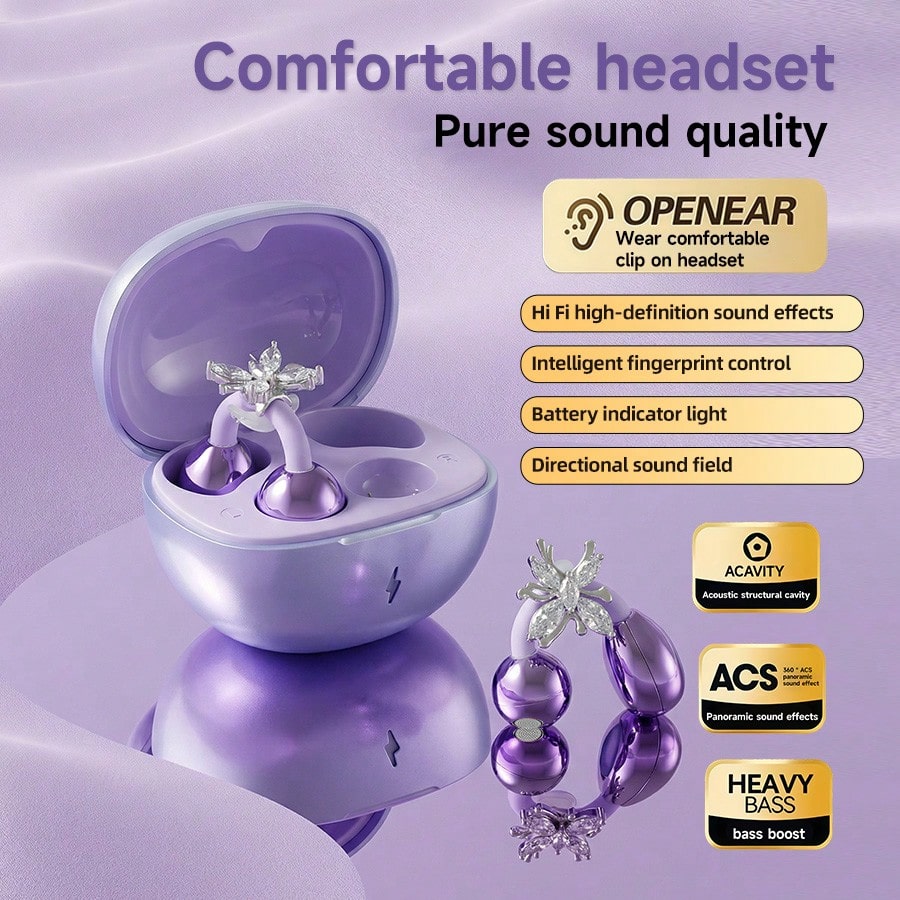 Comfortable headset
Pure sound quality
OPENEAR
Wear comfortable
clip on headset
Hi Fi high-definition sound effects
Intelligent fingerprint control
Battery indicator light
Directional sound field
ACAVITY
Acoustic structural cavity
ACS
360 ° ACS
panoramic
sound effect
Panoramic sound effects
HEAVY
BASS
bass boost